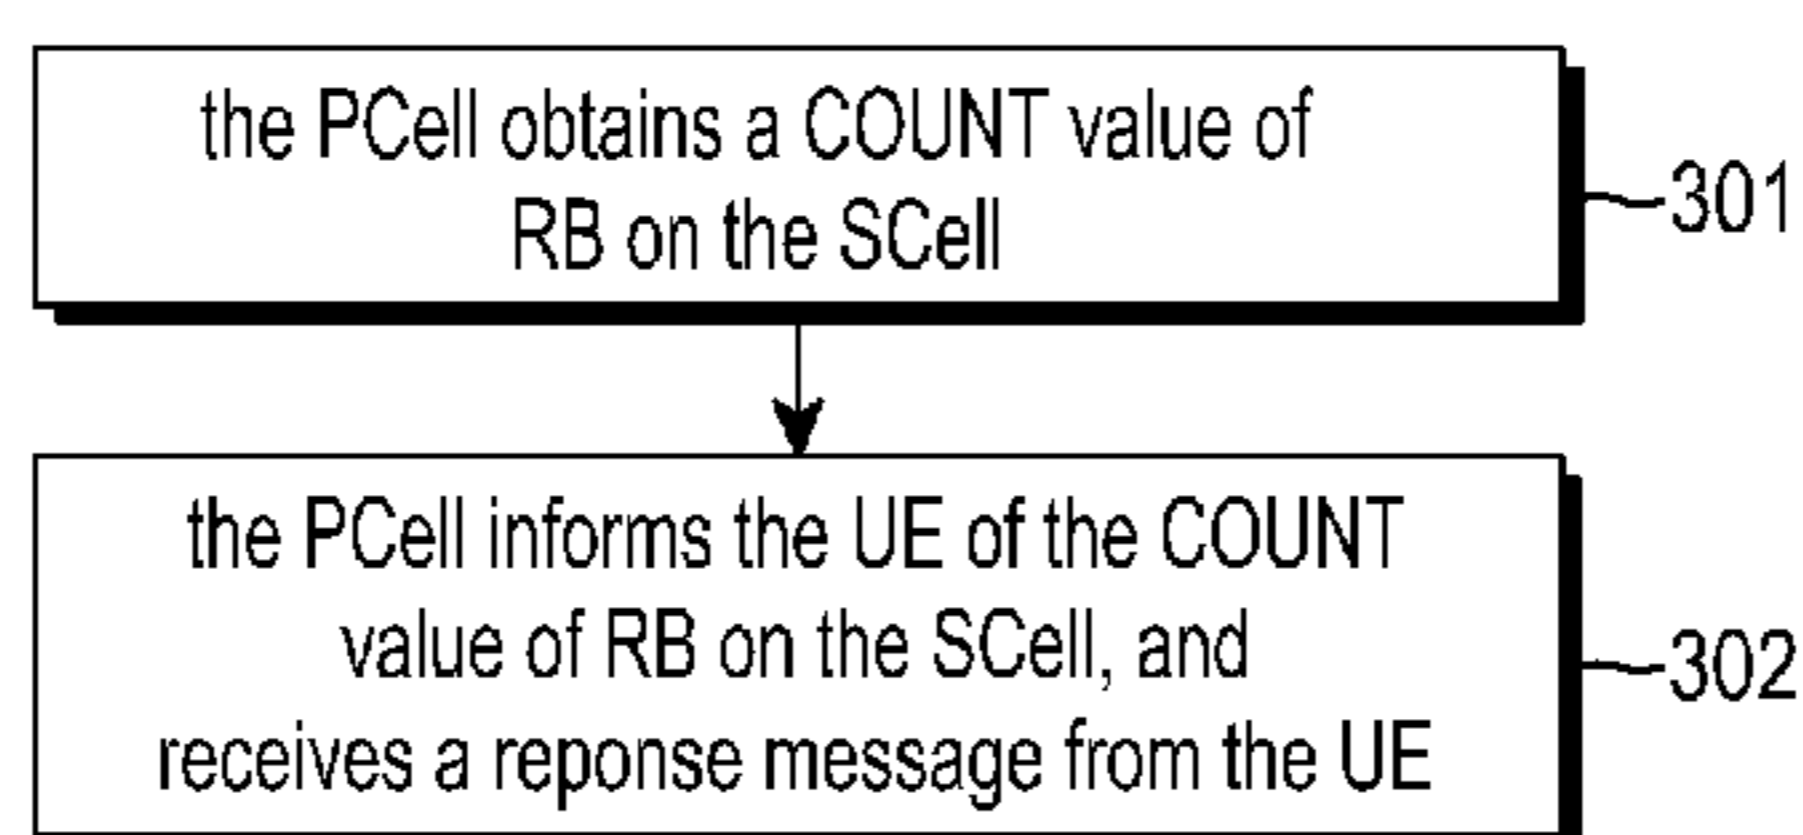 the PCell obtains a COUNT value of
RB on the SCell
301
the PCell informs the UE of the COUNT
value of RB on the SCell, and
receives a reponse message from the UE
302